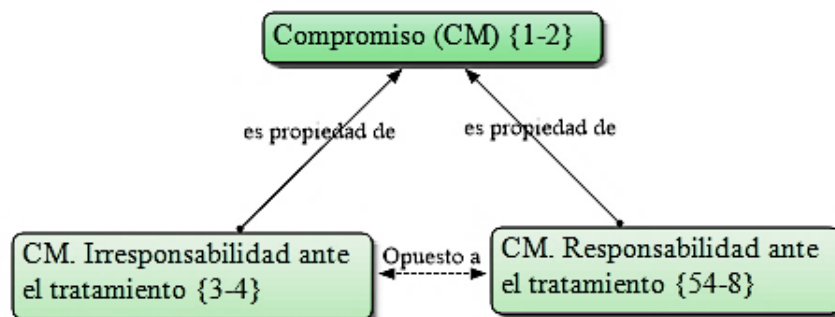 Compromiso (CM) {1-2}
es propiedad de
es propiedad de
CM. Irresponsabilidad ante
el tratamiento {3-4}
Opuesto a
CM. Responsabilidad ante
el tratamiento {54-8}